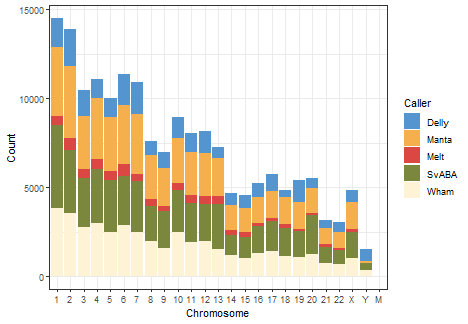 15000
10000
5000
0
Count
1 2 3 4 5 6 7 8 9 10 11 12 13 14 15 16 17 18 19 20 21 22 X Y M
Chromosome
Caller
Delly
Manta
Melt
SvABA
Wham